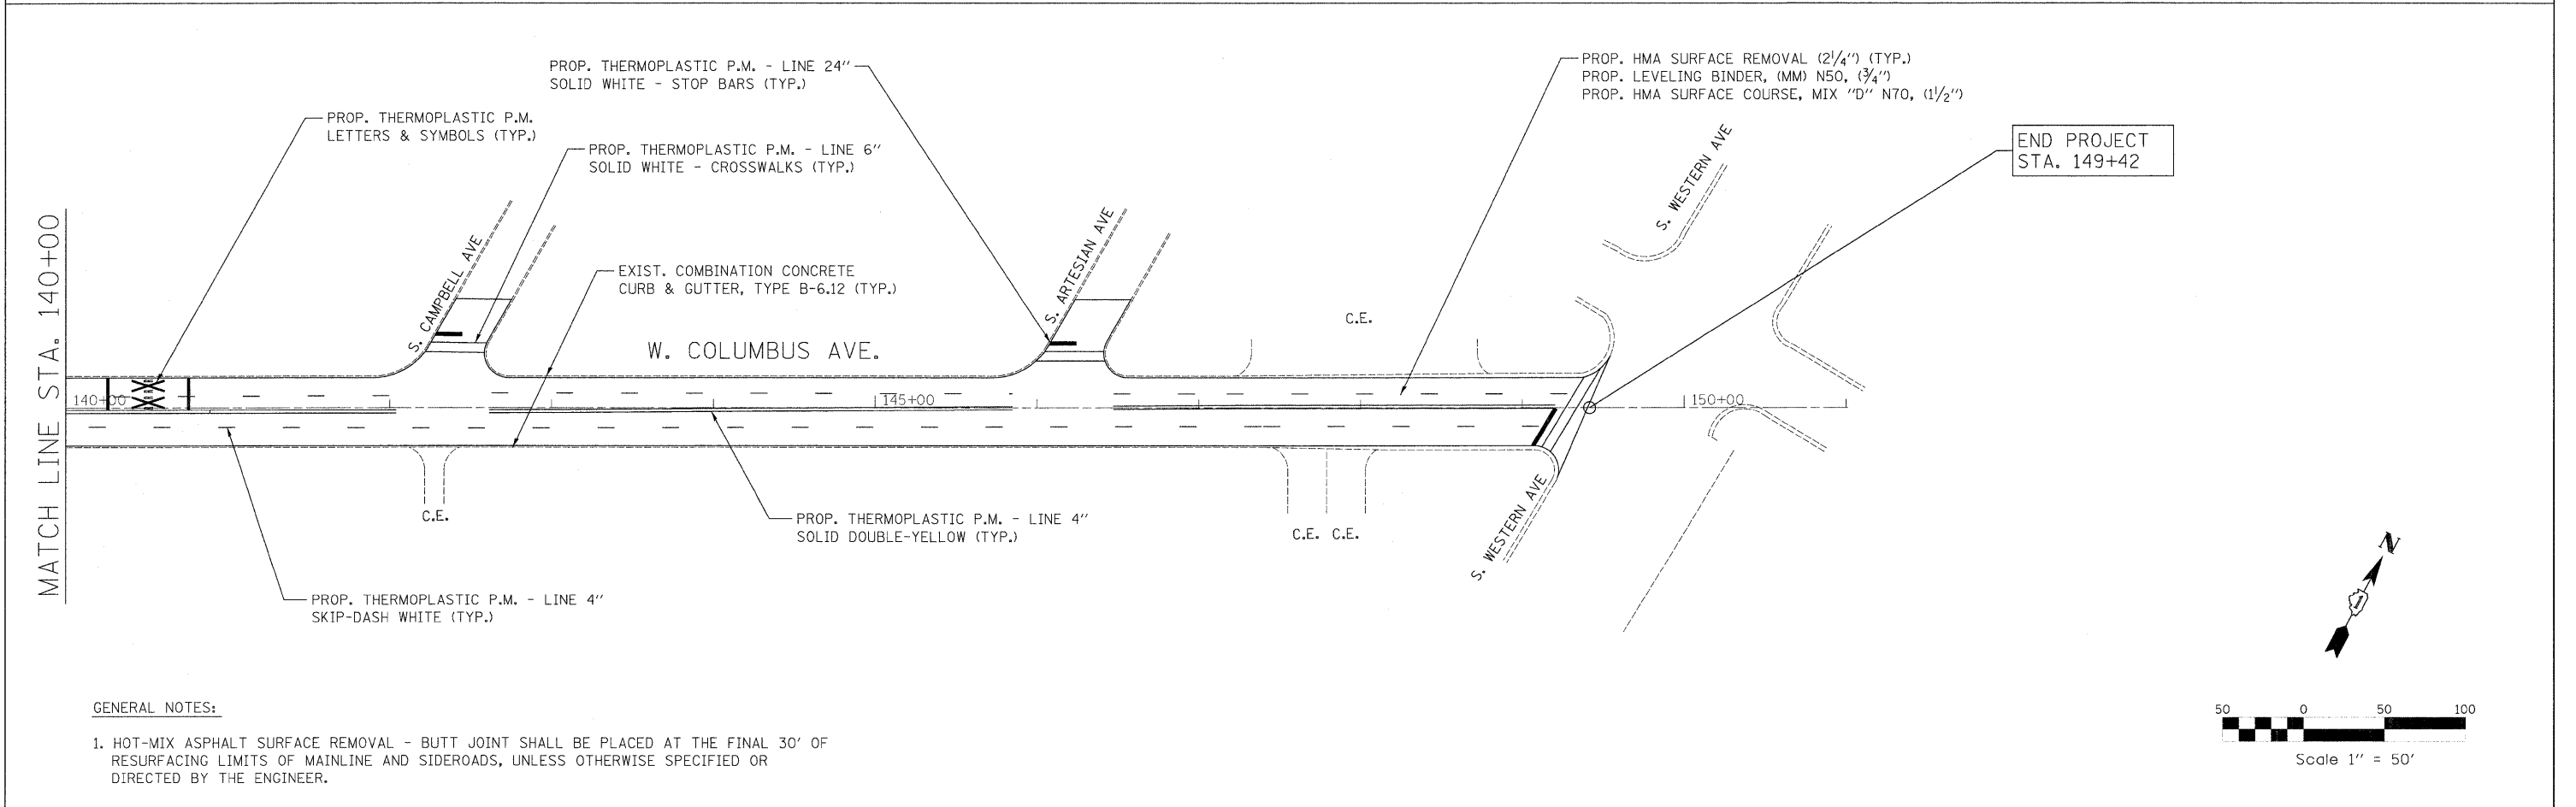 PROP. THERMOPLASTIC P.M. - LINE 24"
SOLID WHITE - STOP BARS (TYP.)
PROP. HMA SURFACE REMOVAL (2 1/4") (TYP.)
PROP. LEVELING BINDER, (MM) N50, (3/4")
PROP. HMA SURFACE COURSE, MIX "D" N70, (1 1/2")
PROP. THERMOPLASTIC P.M.
LETTERS & SYMBOLS (TYP.)
PROP. THERMOPLASTIC P.M. - LINE 6"
SOLID WHITE - CROSSWALKS (TYP.)
END PROJECT
STA. 149+42
S. WESTERN AVE
MATCH LINE STA. 140+00
S. CAMPBELL AVE
EXIST. COMBINATION CONCRETE
CURB & GUTTER, TYPE B-6.12 (TYP.)
S. ARTESIAN AVE
C.E.
W. COLUMBUS AVE.
140+00
145+00
150+00
C.E.
PROP. THERMOPLASTIC P.M. - LINE 4"
SOLID DOUBLE-YELLOW (TYP.)
C.E. C.E.
S. WESTERN AVE
N
PROP. THERMOPLASTIC P.M. - LINE 4"
SKIP-DASH WHITE (TYP.)
GENERAL NOTES:
1. HOT-MIX ASPHALT SURFACE REMOVAL - BUTT JOINT SHALL BE PLACED AT THE FINAL 30' OF
RESURFACING LIMITS OF MAINLINE AND SIDEROADS, UNLESS OTHERWISE SPECIFIED OR
DIRECTED BY THE ENGINEER.
50 0 50 100
Scale 1" = 50'